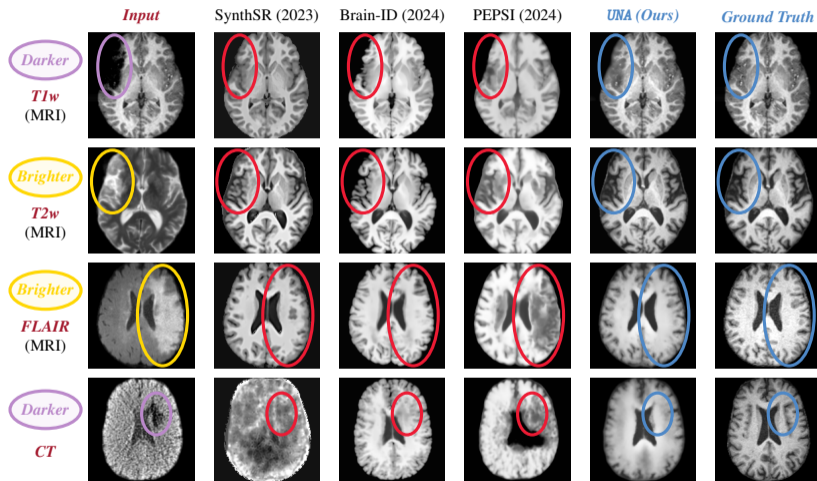 Input SynthSR (2023) Brain-ID (2024) PEPSI (2024) UNA (Ours) Ground Truth
Darker
T1w
(MRI)
Brighter
T2w
(MRI)
Brighter
FLAIR
(MRI)
Darker
CT